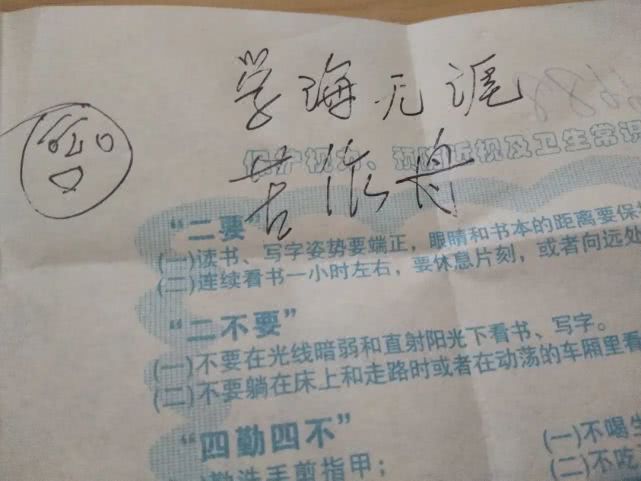 学海无涯
苦依舟
保护视力、预防近视及卫生常识
“二要”
(一)读书、写字姿势要端正，眼睛和书本的距离要保
(二)连续看书一小时左右，要休息片刻，或者向远处
“二不要”
(一)不要在光线暗弱和直射阳光下看书、写字。
(二)不要躺在床上和走路时或者在动荡的车厢里看
“四勤四不”
勤洗手剪指甲；
(一)不喝生
(二)不吃